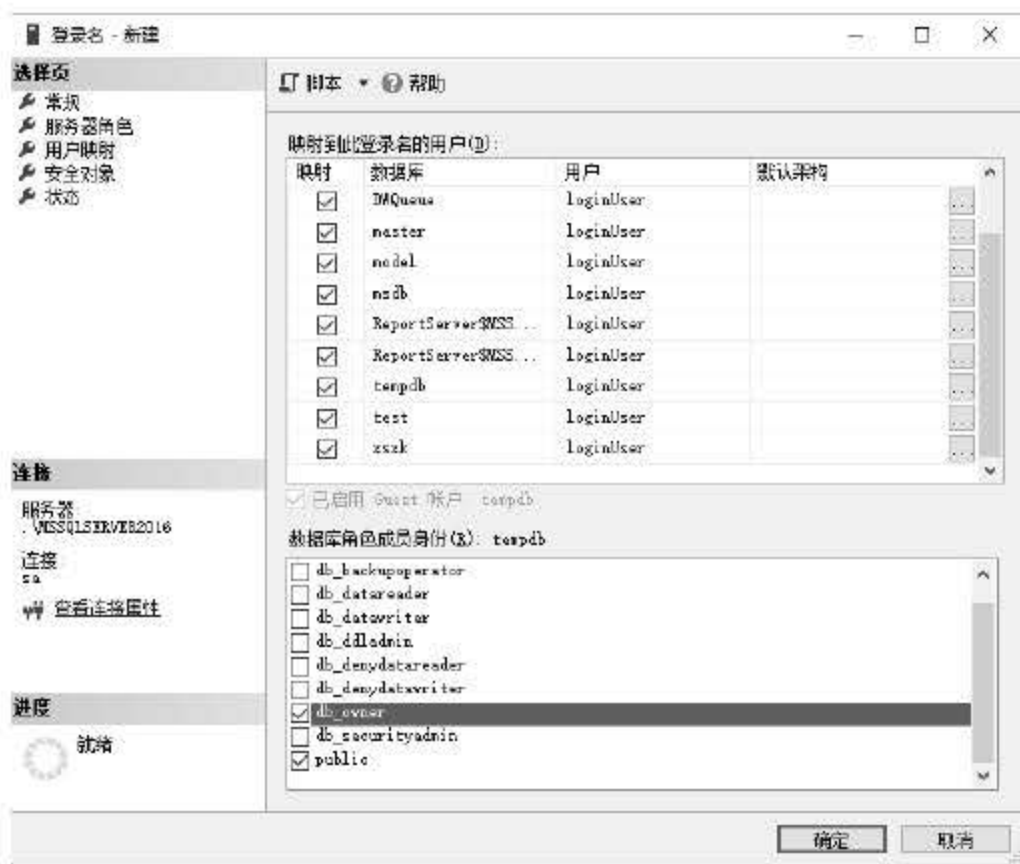 登录名 - 新建
选择页
常规
服务器角色
用户映射
安全对象
状态
脚本 帮助
映射到此登录名的用户(D):
映射 数据库 用户 默认架构
DWQueue loginUser ...
master loginUser ...
model loginUser ...
msdb loginUser ...
ReportServer$MSS... loginUser ...
ReportServer$MSS... loginUser ...
tempdb loginUser ...
test loginUser ...
zszk loginUser ...
已启用 Guest 帐户 tempdb
数据库角色成员身份(R): tempdb
db_backupoperator
db_datareader
db_datawriter
db_ddladmin
db_denydatareader
db_denydatawriter
db_owner
db_securityadmin
public
连接
服务器
.\MSSQLSERVER2016
连接
sa
查看连接属性
进度
就绪
确定 取消